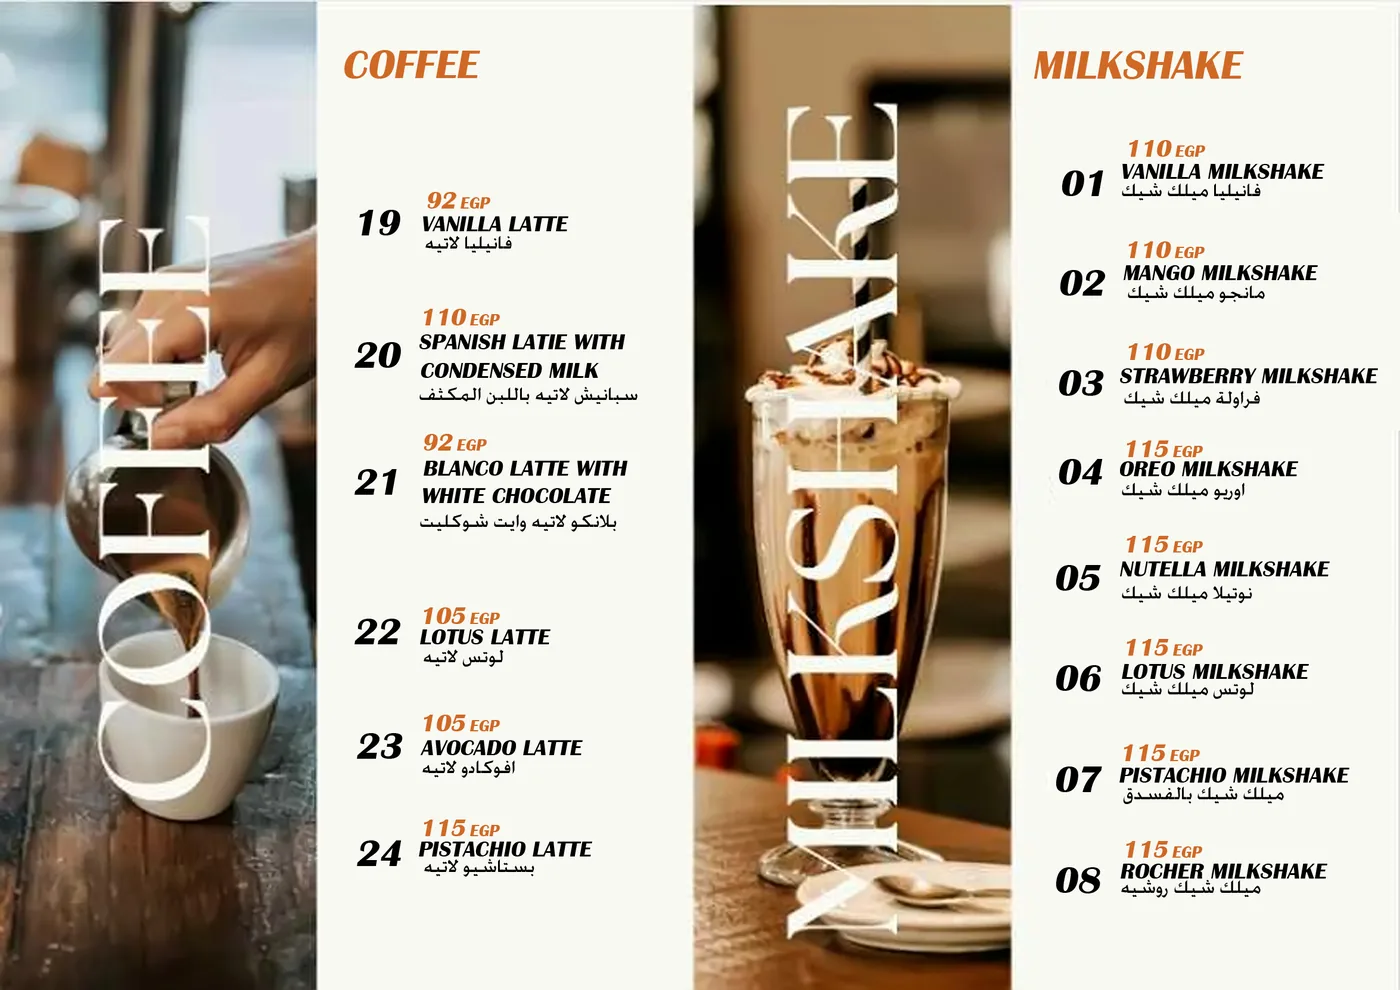 COFFEE
COFFEE
19
92 EGP
VANILLA LATTE
فانيليا لاتيه
20
110 EGP
SPANISH LATIE WITH
CONDENSED MILK
سبانيش لاتيه باللبن المكثف
21
92 EGP
BLANCO LATTE WITH
WHITE CHOCOLATE
بلانكو لاتيه وايت شوكليت
22
105 EGP
LOTUS LATTE
لوتس لاتيه
23
105 EGP
AVOCADO LATTE
افوكادو لاتيه
24
115 EGP
PISTACHIO LATTE
بستاشيو لاتيه
MILKSHAKE
MILKSHAKE
01
110 EGP
VANILLA MILKSHAKE
فانيليا ميلك شيك
02
110 EGP
MANGO MILKSHAKE
مانجو ميلك شيك
03
110 EGP
STRAWBERRY MILKSHAKE
فراولة ميلك شيك
04
115 EGP
OREO MILKSHAKE
اوريو ميلك شيك
05
115 EGP
NUTELLA MILKSHAKE
نوتيلا ميلك شيك
06
115 EGP
LOTUS MILKSHAKE
لوتس ميلك شيك
07
115 EGP
PISTACHIO MILKSHAKE
ميلك شيك بالفسدق
08
115 EGP
ROCHER MILKSHAKE
ميلك شيك روشيه